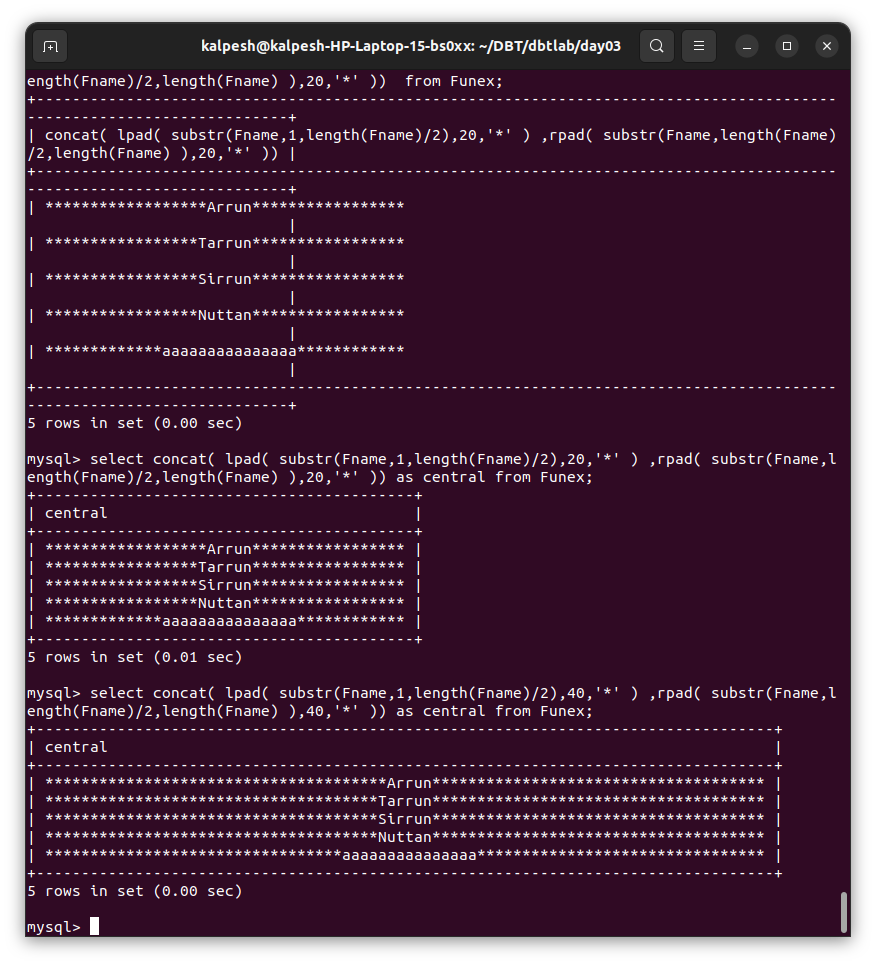 kalpesh@kalpesh-HP-Laptop-15-bs0xx: ~/DBT/dbtlab/day03
ength(Fname)/2,length(Fname) ),20,'*' ))  from Funex;
+-----------------------------------------------------------------------------------------
-----------------------------+
| concat( lpad( substr(Fname,1,length(Fname)/2),20,'*' ) ,rpad( substr(Fname,length(Fname)
/2,length(Fname) ),20,'*' )) |
+-----------------------------------------------------------------------------------------
-----------------------------+
| ******************Arrun*****************
                             |
| *****************Tarrun*****************
                             |
| *****************Sirrun*****************
                             |
| *****************Nuttan*****************
                             |
| *************aaaaaaaaaaaaaaa************
                             |
+-----------------------------------------------------------------------------------------
-----------------------------+
5 rows in set (0.00 sec)
mysql> select concat( lpad( substr(Fname,1,length(Fname)/2),20,'*' ) ,rpad( substr(Fname,l
ength(Fname)/2,length(Fname) ),20,'*' )) as central from Funex;
+------------------------------------------+
| central                                  |
+------------------------------------------+
| ******************Arrun***************** |
| *****************Tarrun***************** |
| *****************Sirrun***************** |
| *****************Nuttan***************** |
| *************aaaaaaaaaaaaaaa************ |
+------------------------------------------+
5 rows in set (0.01 sec)
mysql> select concat( lpad( substr(Fname,1,length(Fname)/2),40,'*' ) ,rpad( substr(Fname,l
ength(Fname)/2,length(Fname) ),40,'*' )) as central from Funex;
+----------------------------------------------------------------------------------+
| central                                                                          |
+----------------------------------------------------------------------------------+
| **************************************Arrun************************************* |
| *************************************Tarrun************************************* |
| *************************************Sirrun************************************* |
| *************************************Nuttan************************************* |
| *********************************aaaaaaaaaaaaaaa******************************** |
+----------------------------------------------------------------------------------+
5 rows in set (0.00 sec)
mysql>